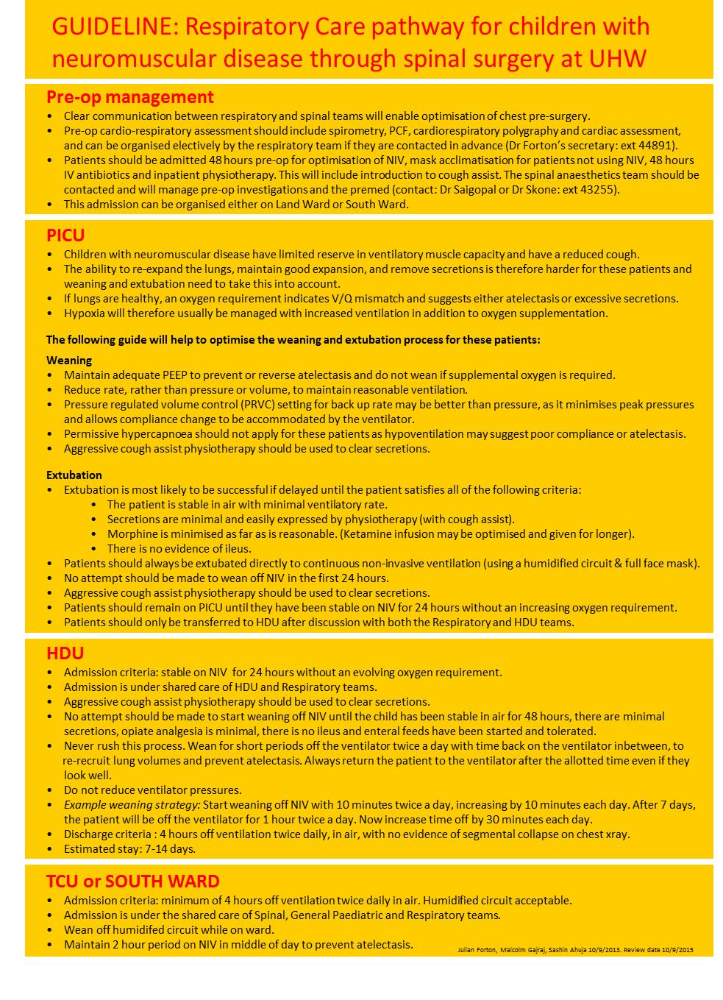 GUIDELINE: Respiratory Care pathway for children with
neuromuscular disease through spinal surgery at UHW
Pre-op management
• Clear communication between respiratory and spinal teams will enable optimisation of chest pre-surgery.
• Pre-op cardio-respiratory assessment should include spirometry, PCF, cardiorespiratory polygraphy and cardiac assessment,
and can be organised electively by the respiratory team if they are contacted in advance (Dr Forton's secretary: ext 44891).
• Patients should be admitted 48 hours pre-op for optimisation of NIV, mask acclimatisation for patients not using NIV, 48 hours
IV antibiotics and inpatient physiotherapy. This will include introduction to cough assist. The spinal anaesthetics team should be
contacted and will manage pre-op investigations and the premed (contact: Dr Saigopal or Dr Skone: ext 43255).
• This admission can be organised either on Land Ward or South Ward.
PICU
• Children with neuromuscular disease have limited reserve in ventilatory muscle capacity and have a reduced cough.
• The ability to re-expand the lungs, maintain good expansion, and remove secretions is therefore harder for these patients and
weaning and extubation need to take this into account.
• If lungs are healthy, an oxygen requirement indicates V/Q mismatch and suggests either atelectasis or excessive secretions.
• Hypoxia will therefore usually be managed with increased ventilation in addition to oxygen supplementation.
The following guide will help to optimise the weaning and extubation process for these patients:
Weaning
• Maintain adequate PEEP to prevent or reverse atelectasis and do not wean if supplemental oxygen is required.
• Reduce rate, rather than pressure or volume, to maintain reasonable ventilation.
• Pressure regulated volume control (PRVC) setting for back up rate may be better than pressure, as it minimises peak pressures
and allows compliance change to be accommodated by the ventilator.
• Permissive hypercapnoea should not apply for these patients as hypoventilation may suggest poor compliance or atelectasis.
• Aggressive cough assist physiotherapy should be used to clear secretions.
Extubation
• Extubation is most likely to be successful if delayed until the patient satisfies all of the following criteria:
• The patient is stable in air with minimal ventilatory rate.
• Secretions are minimal and easily expressed by physiotherapy (with cough assist).
• Morphine is minimised as far as is reasonable. (Ketamine infusion may be optimised and given for longer).
• There is no evidence of ileus.
• Patients should always be extubated directly to continuous non-invasive ventilation (using a humidified circuit & full face mask).
• No attempt should be made to wean off NIV in the first 24 hours.
• Aggressive cough assist physiotherapy should be used to clear secretions.
• Patients should remain on PICU until they have been stable on NIV for 24 hours without an increasing oxygen requirement.
• Patients should only be transferred to HDU after discussion with both the Respiratory and HDU teams.
HDU
• Admission criteria: stable on NIV for 24 hours without an evolving oxygen requirement.
• Admission is under shared care of HDU and Respiratory teams.
• Aggressive cough assist physiotherapy should be used to clear secretions.
• No attempt should be made to start weaning off NIV until the child has been stable in air for 48 hours, there are minimal
secretions, opiate analgesia is minimal, there is no ileus and enteral feeds have been started and tolerated.
• Never rush this process. Wean for short periods off the ventilator twice a day with time back on the ventilator inbetween, to
re-recruit lung volumes and prevent atelectasis. Always return the patient to the ventilator after the allotted time even if they
look well.
• Do not reduce ventilator pressures.
• Example weaning strategy: Start weaning off NIV with 10 minutes twice a day, increasing by 10 minutes each day. After 7 days,
the patient will be off the ventilator for 1 hour twice a day. Now increase time off by 30 minutes each day.
• Discharge criteria : 4 hours off ventilation twice daily, in air, with no evidence of segmental collapse on chest xray.
• Estimated stay: 7-14 days.
TCU or SOUTH WARD
• Admission criteria: minimum of 4 hours off ventilation twice daily in air. Humidified circuit acceptable.
• Admission is under the shared care of Spinal, General Paediatric and Respiratory teams.
• Wean off humidifed circuit while on ward.
• Maintain 2 hour period on NIV in middle of day to prevent atelectasis.
Julian Forton, Malcolm Gajraj, Sashin Ahuja 10/9/2013. Review date 10/9/2015